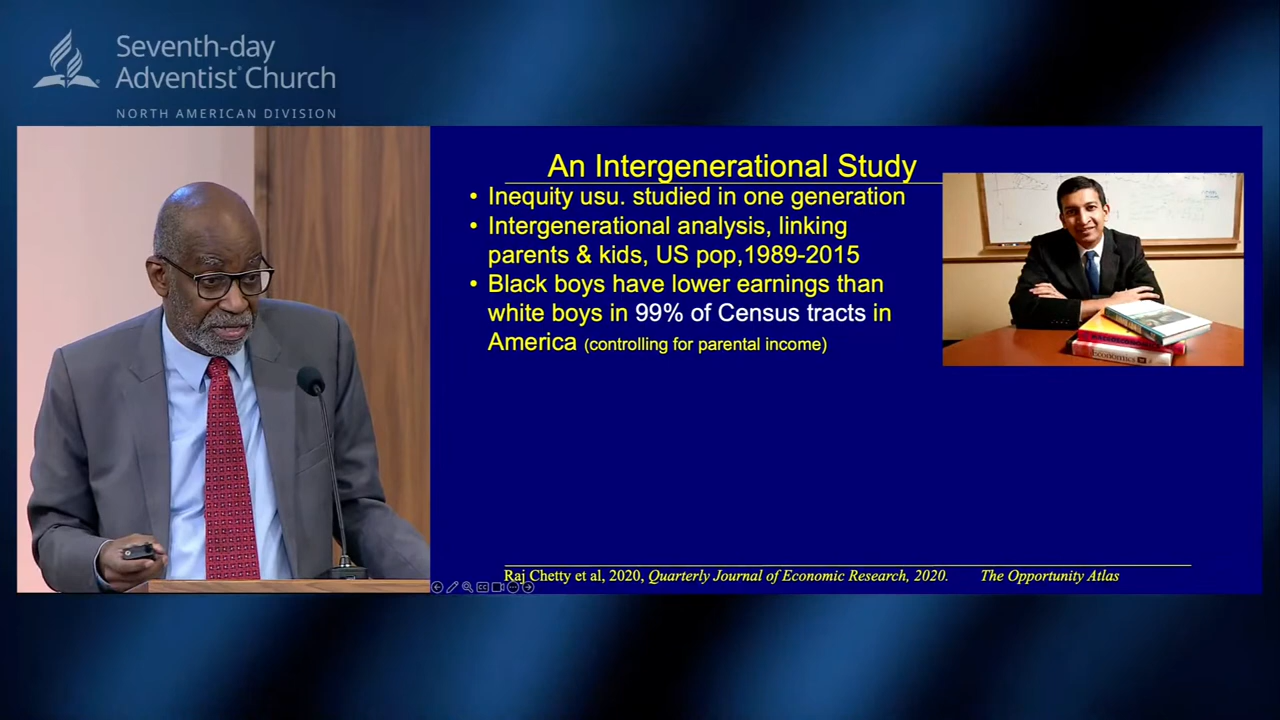 Seventh-day
Adventist® Church
NORTH AMERICAN DIVISION
An Intergenerational Study
• Inequity usu. studied in one generation
• Intergenerational analysis, linking
parents & kids, US pop,1989-2015
• Black boys have lower earnings than
white boys in 99% of Census tracts in
America (controlling for parental income)
Economics
Raj Chetty et al, 2020, Quarterly Journal of Economic Research, 2020. The Opportunity Atlas